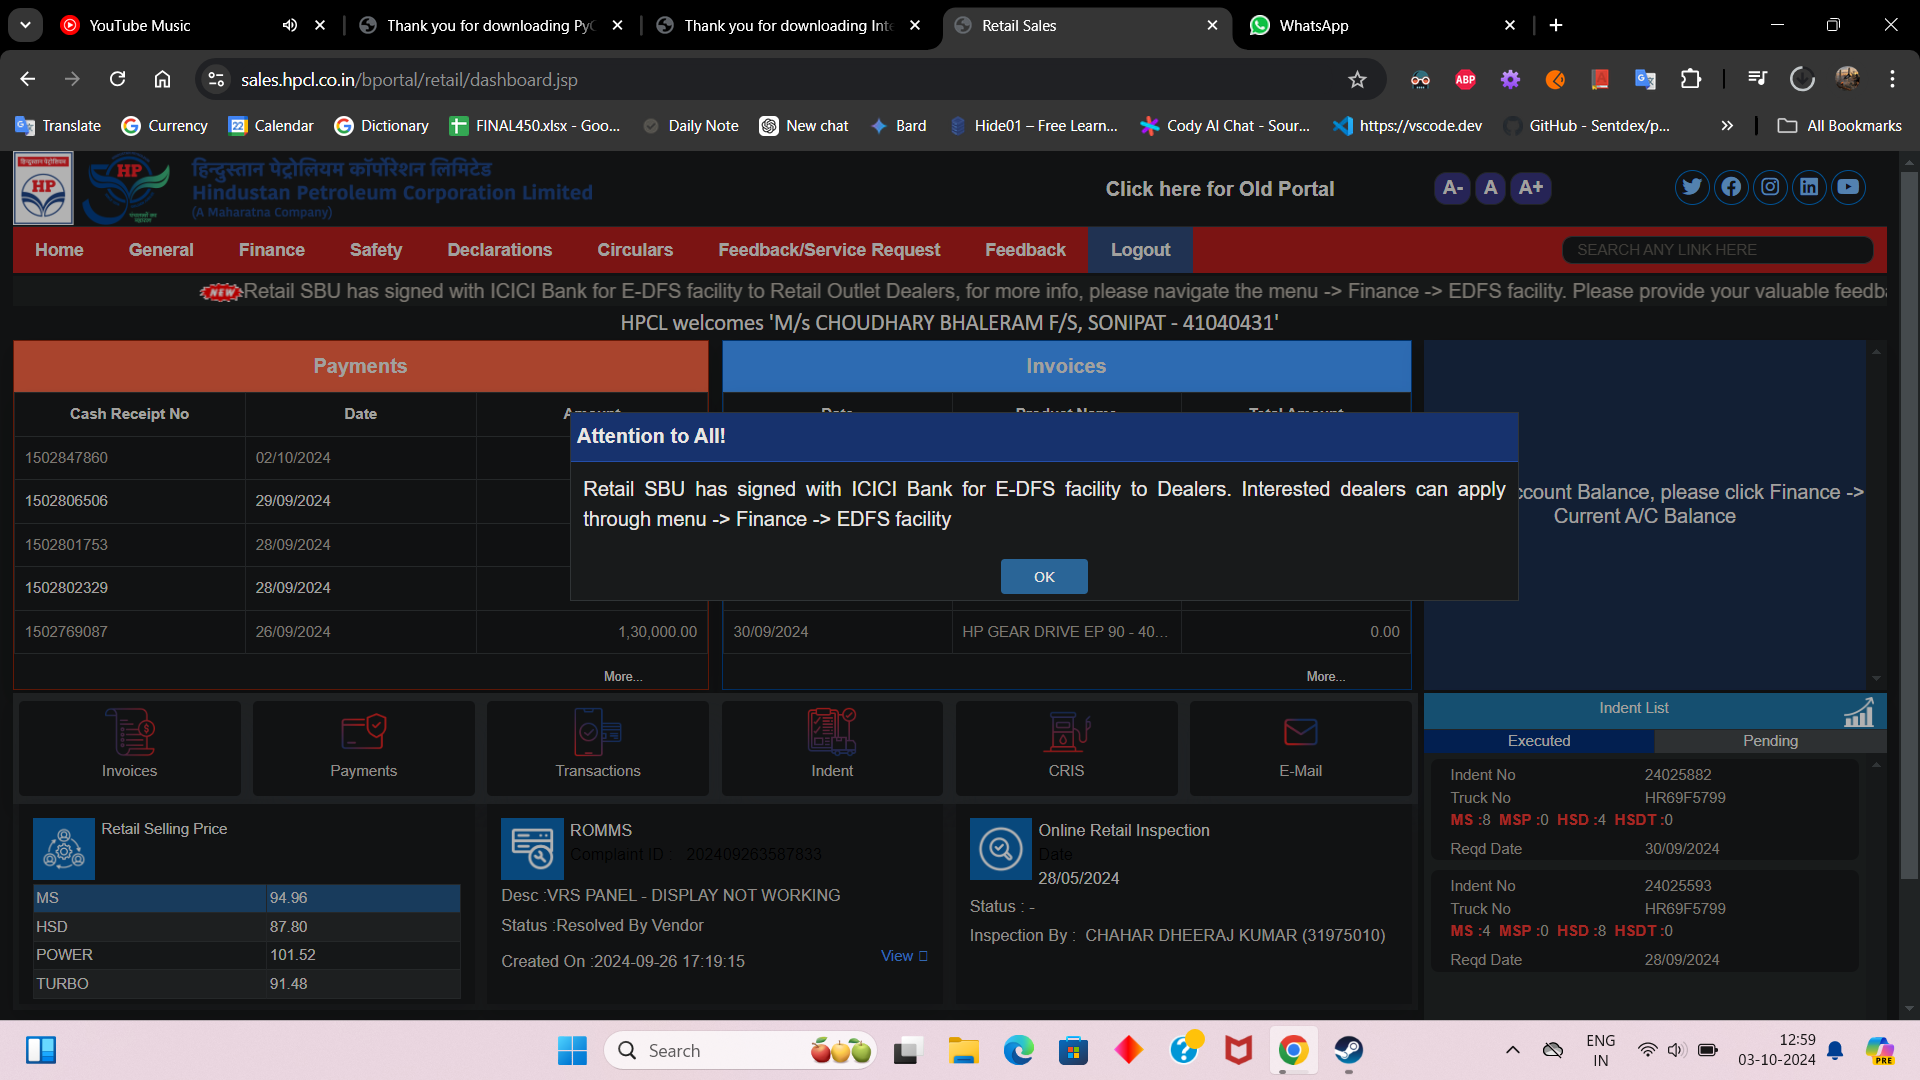 YouTube Music
Thank you for downloading PyC
Thank you for downloading Inte
Retail Sales
WhatsApp
sales.hpcl.co.in/bportal/retail/dashboard.jsp
ABP
Translate
Currency
Calendar
Dictionary
FINAL450.xlsx - Goo...
Daily Note
New chat
Bard
Hide01 – Free Learn...
Cody AI Chat - Sour...
https://vscode.dev
GitHub - Sentdex/p...
All Bookmarks
HP
HP
हिन्दुस्तान पेट्रोलियम कॉर्पोरेशन लिमिटेड
Hindustan Petroleum Corporation Limited
(A Maharatna Company)
Click here for Old Portal
A- A A+
Home General Finance Safety Declarations Circulars Feedback/Service Request Feedback Logout
SEARCH ANY LINK HERE
NEW Retail SBU has signed with ICICI Bank for E-DFS facility to Retail Outlet Dealers, for more info, please navigate the menu -> Finance -> EDFS facility. Please provide your valuable feedba
HPCL welcomes 'M/s CHOUDHARY BHALERAM F/S, SONIPAT - 41040431'
Payments
Cash Receipt No Date Amount
1502847860 02/10/2024
1502806506 29/09/2024
1502801753 28/09/2024
1502802329 28/09/2024
1502769087 26/09/2024 1,30,000.00
More...
Invoices
Date Product Name Total Amount
30/09/2024 HP GEAR DRIVE EP 90 - 40... 0.00
More...
Attention to All!
Retail SBU has signed with ICICI Bank for E-DFS facility to Dealers. Interested dealers can apply
through menu -> Finance -> EDFS facility
OK
ccount Balance, please click Finance ->
Current A/C Balance
Invoices
Payments
Transactions
Indent
CRIS
E-Mail
Indent List
Executed Pending
Indent No 24025882
Truck No HR69F5799
MS :8 MSP :0 HSD :4 HSDT :0
Reqd Date 30/09/2024
Indent No 24025593
Truck No HR69F5799
MS :4 MSP :0 HSD :8 HSDT :0
Reqd Date 28/09/2024
Retail Selling Price
MS 94.96
HSD 87.80
POWER 101.52
TURBO 91.48
ROMMS
Complaint ID : 202409263587833
Desc :VRS PANEL - DISPLAY NOT WORKING
Status :Resolved By Vendor
Created On :2024-09-26 17:19:15
View
Online Retail Inspection
Date
28/05/2024
Status : -
Inspection By : CHAHAR DHEERAJ KUMAR (31975010)
Search
ENG
IN
12:59
03-10-2024
PRE